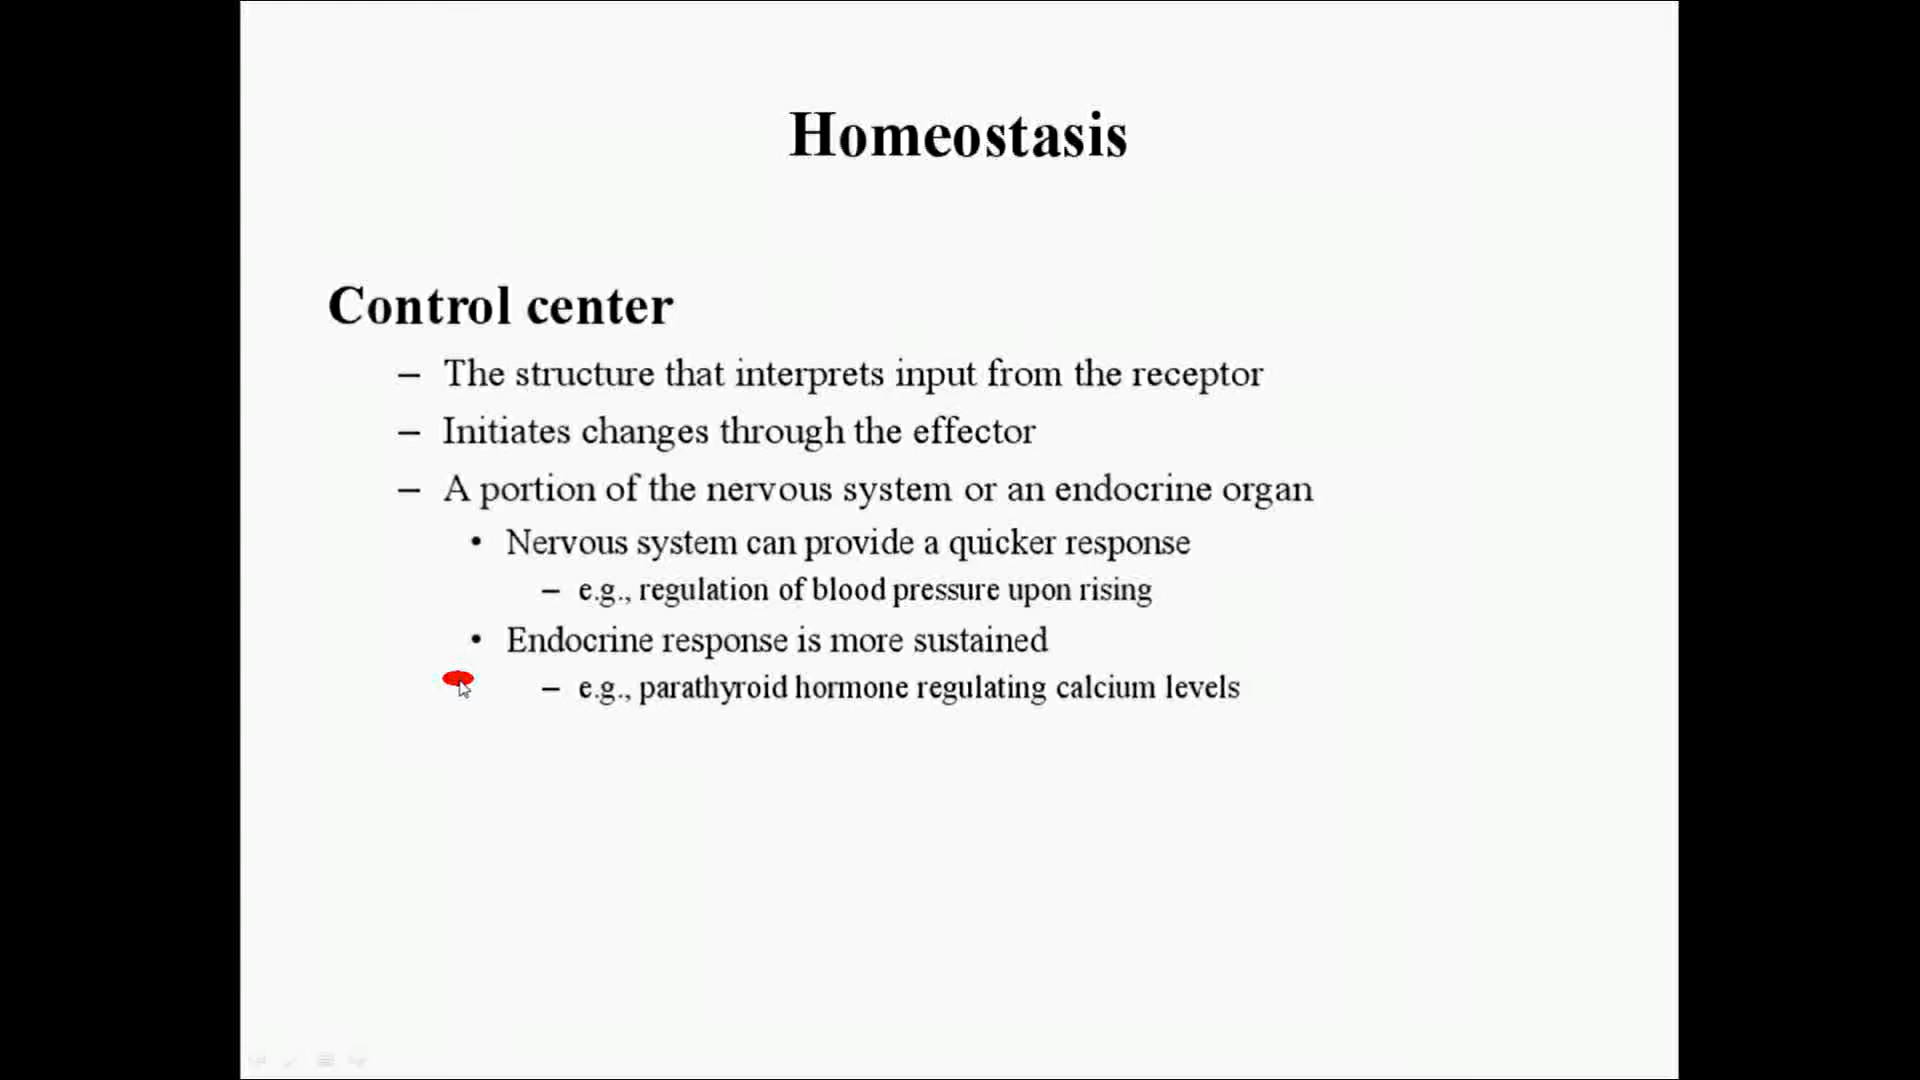 Homeostasis
Control center
– The structure that interprets input from the receptor
– Initiates changes through the effector
– A portion of the nervous system or an endocrine organ
• Nervous system can provide a quicker response
– e.g., regulation of blood pressure upon rising
• Endocrine response is more sustained
– e.g., parathyroid hormone regulating calcium levels